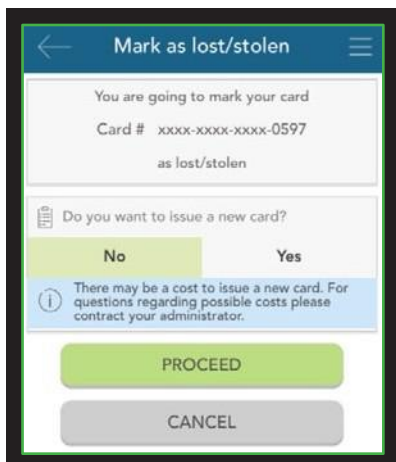 Mark as lost/stolen
You are going to mark your card
Card # xxxx-xxxx-xxxx-0597
as lost/stolen
Do you want to issue a new card?
No Yes
There may be a cost to issue a new card. For
questions regarding possible costs please
contract your administrator.
PROCEED
CANCEL